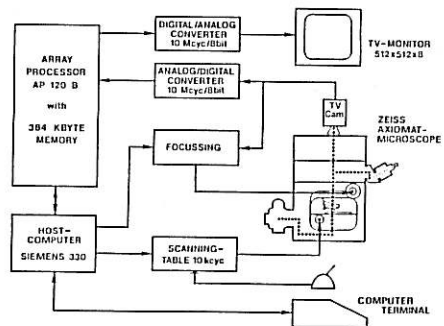 DIGITAL/ANALOG
CONVERTER
10 Mcyc/8bit
TV-MONITOR
512x512x8
ARRAY
PROCESSOR
AP 120 B
with
384 KBYTE
MEMORY
ANALOG/DIGITAL
CONVERTER
10 Mcyc/8bit
TV
Cam
ZEISS
AXIOMAT-
MICROSCOPE
FOCUSSING
HOST-
COMPUTER
SIEMENS 330
SCANNING-
TABLE 10kcyc
COMPUTER
TERMINAL